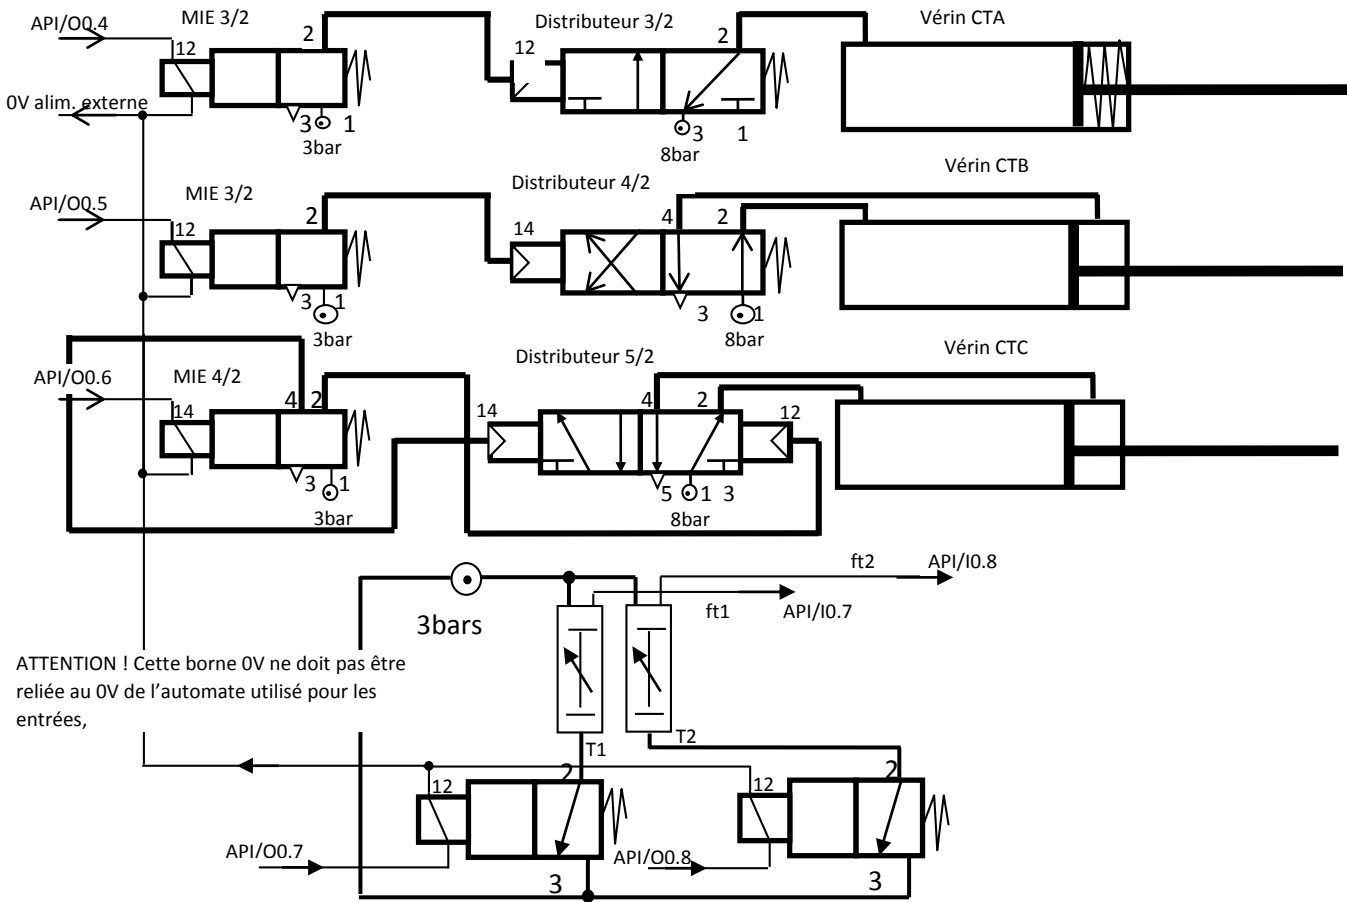 MIE 3/2
Distributeur 3/2
Vérin CTA
API/O0.4
12
2
12
2
0V alim. externe
3
1
3bar
3
1
8bar
MIE 3/2
Distributeur 4/2
Vérin CTB
API/O0.5
12
2
14
4
2
3
1
3bar
3
1
8bar
MIE 4/2
Distributeur 5/2
Vérin CTC
API/O0.6
14
4
2
14
4
2
12
3
1
3bar
5
1
3
8bar
ft2
API/I0.8
ft1
API/I0.7
3bars
ATTENTION ! Cette borne 0V ne doit pas être
reliée au 0V de l’automate utilisé pour les
entrées,
T1
T2
12
2
12
2
API/O0.7
API/O0.8
3
3